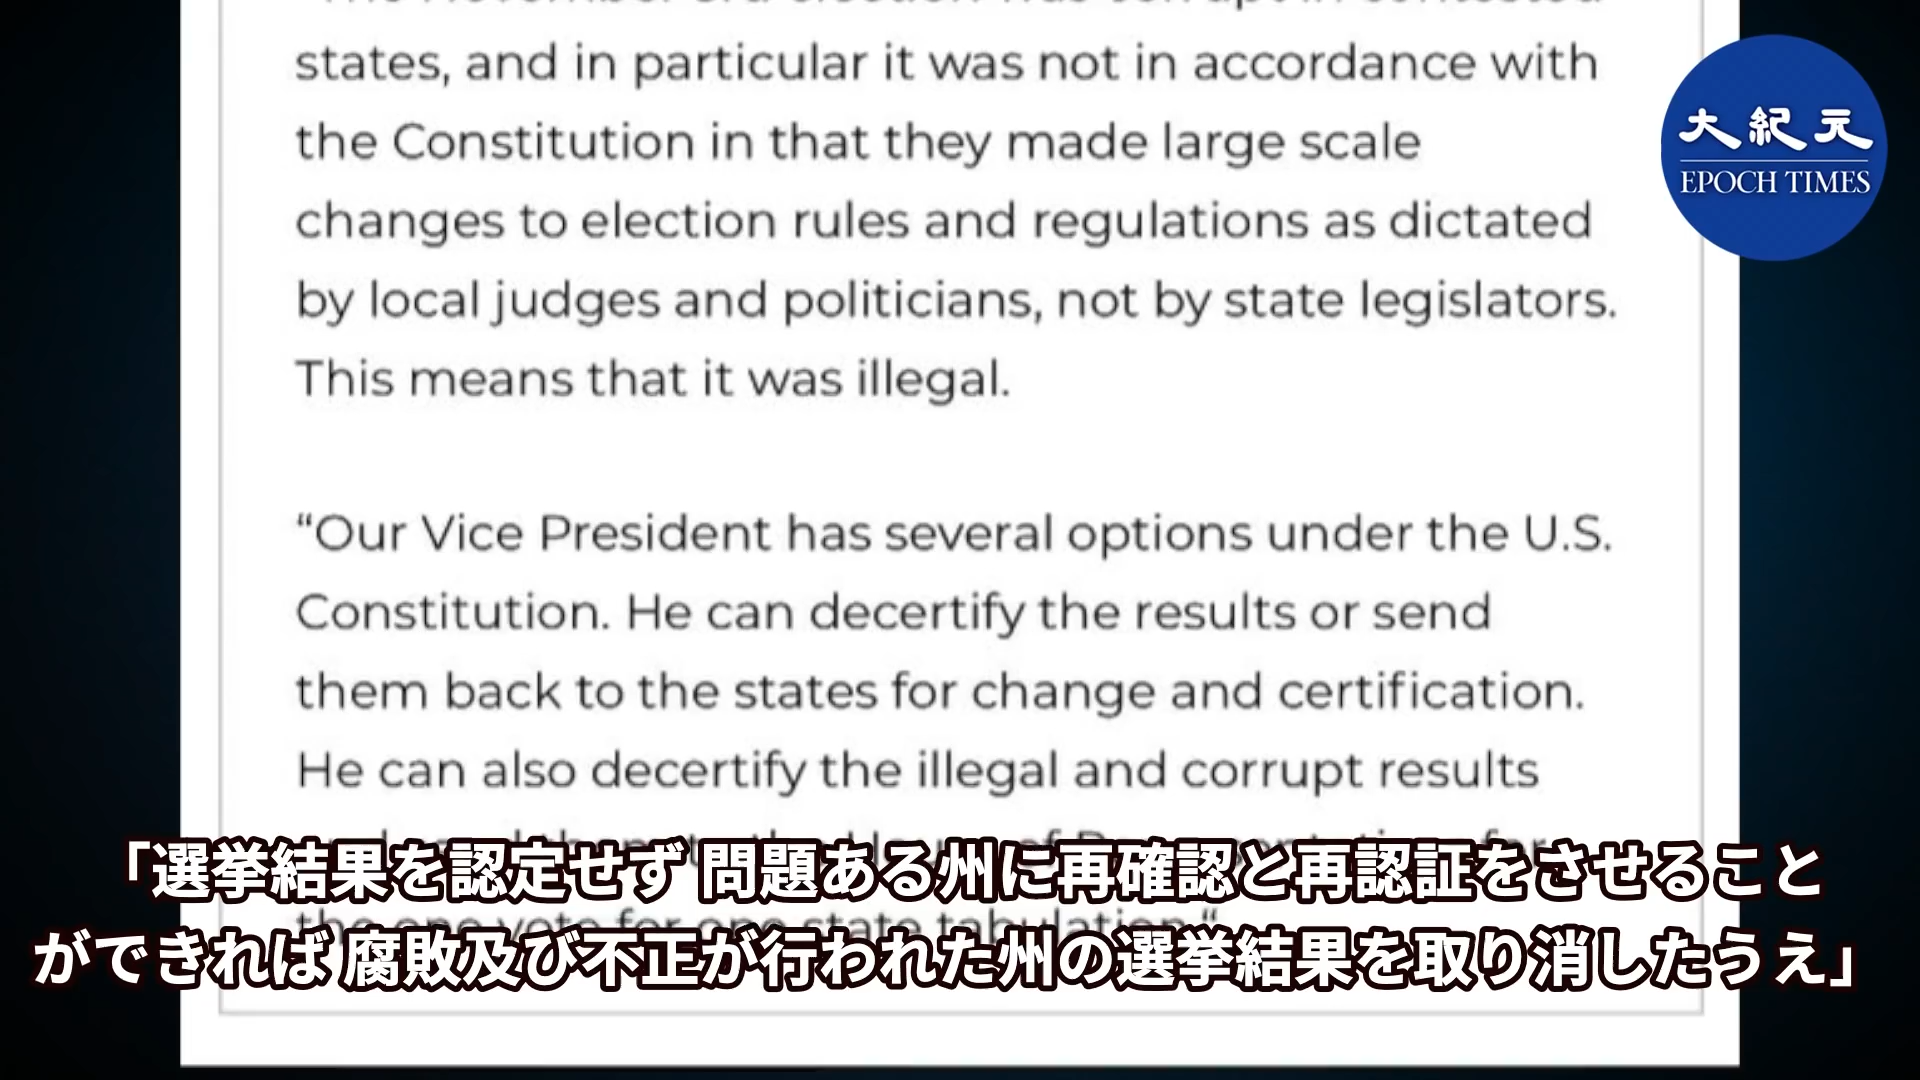 states, and in particular it was not in accordance with
the Constitution in that they made large scale
changes to election rules and regulations as dictated
by local judges and politicians, not by state legislators.
This means that it was illegal.
“Our Vice President has several options under the U.S.
Constitution. He can decertify the results or send
them back to the states for change and certification.
He can also decertify the illegal and corrupt results
the one vote for one state tabulation.“
「選挙結果を認定せず 問題ある州に再確認と再認証をさせること
ができれば 腐敗及び不正が行われた州の選挙結果を取り消したうえ」
大紀元
EPOCH TIMES